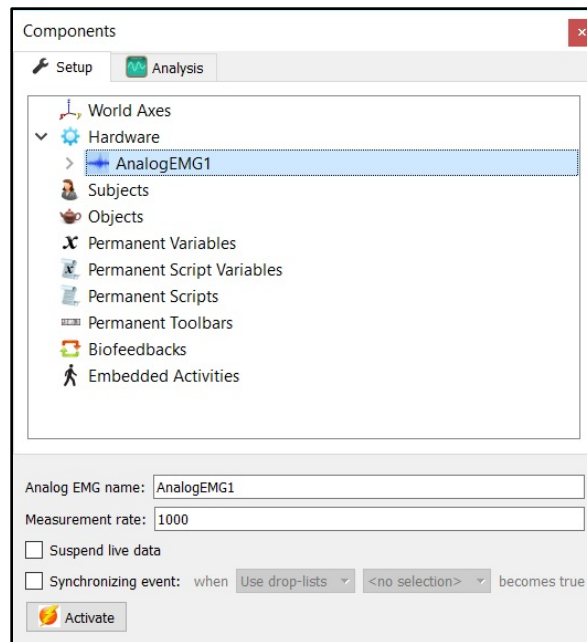 Components
Setup Analysis
World Axes
Hardware
AnalogEMG1
Subjects
Objects
Permanent Variables
Permanent Script Variables
Permanent Scripts
Permanent Toolbars
Biofeedbacks
Embedded Activities
Analog EMG name: AnalogEMG1
Measurement rate: 1000
Suspend live data
Synchronizing event: when Use drop-lists <no selection> becomes true
Activate